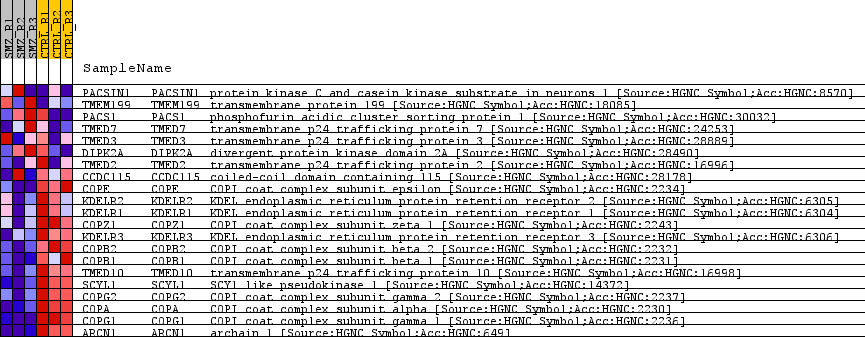 SMZ_R1
SMZ_R2
SMZ_R3
CTRL_R1
CTRL_R2
CTRL_R3
SampleName
PACSIN1 PACSIN1 protein kinase C and casein kinase substrate in neurons 1 [Source:HGNC Symbol;Acc:HGNC:8570]
TMEM199 TMEM199 transmembrane protein 199 [Source:HGNC Symbol;Acc:HGNC:18085]
PACS1 PACS1 phosphofurin acidic cluster sorting protein 1 [Source:HGNC Symbol;Acc:HGNC:30032]
TMED7 TMED7 transmembrane p24 trafficking protein 7 [Source:HGNC Symbol;Acc:HGNC:24253]
TMED3 TMED3 transmembrane p24 trafficking protein 3 [Source:HGNC Symbol;Acc:HGNC:28889]
DIPK2A DIPK2A divergent protein kinase domain 2A [Source:HGNC Symbol;Acc:HGNC:28490]
TMED2 TMED2 transmembrane p24 trafficking protein 2 [Source:HGNC Symbol;Acc:HGNC:16996]
CCDC115 CCDC115 coiled-coil domain containing 115 [Source:HGNC Symbol;Acc:HGNC:28178]
COPE COPE COPI coat complex subunit epsilon [Source:HGNC Symbol;Acc:HGNC:2234]
KDELR2 KDELR2 KDEL endoplasmic reticulum protein retention receptor 2 [Source:HGNC Symbol;Acc:HGNC:6305]
KDELR1 KDELR1 KDEL endoplasmic reticulum protein retention receptor 1 [Source:HGNC Symbol;Acc:HGNC:6304]
COPZ1 COPZ1 COPI coat complex subunit zeta 1 [Source:HGNC Symbol;Acc:HGNC:2243]
KDELR3 KDELR3 KDEL endoplasmic reticulum protein retention receptor 3 [Source:HGNC Symbol;Acc:HGNC:6306]
COPB2 COPB2 COPI coat complex subunit beta 2 [Source:HGNC Symbol;Acc:HGNC:2232]
COPB1 COPB1 COPI coat complex subunit beta 1 [Source:HGNC Symbol;Acc:HGNC:2231]
TMED10 TMED10 transmembrane p24 trafficking protein 10 [Source:HGNC Symbol;Acc:HGNC:16998]
SCYL1 SCYL1 SCY1 like pseudokinase 1 [Source:HGNC Symbol;Acc:HGNC:14372]
COPG2 COPG2 COPI coat complex subunit gamma 2 [Source:HGNC Symbol;Acc:HGNC:2237]
COPA COPA COPI coat complex subunit alpha [Source:HGNC Symbol;Acc:HGNC:2230]
COPG1 COPG1 COPI coat complex subunit gamma 1 [Source:HGNC Symbol;Acc:HGNC:2236]
ARCN1 ARCN1 archain 1 [Source:HGNC Symbol;Acc:HGNC:649]